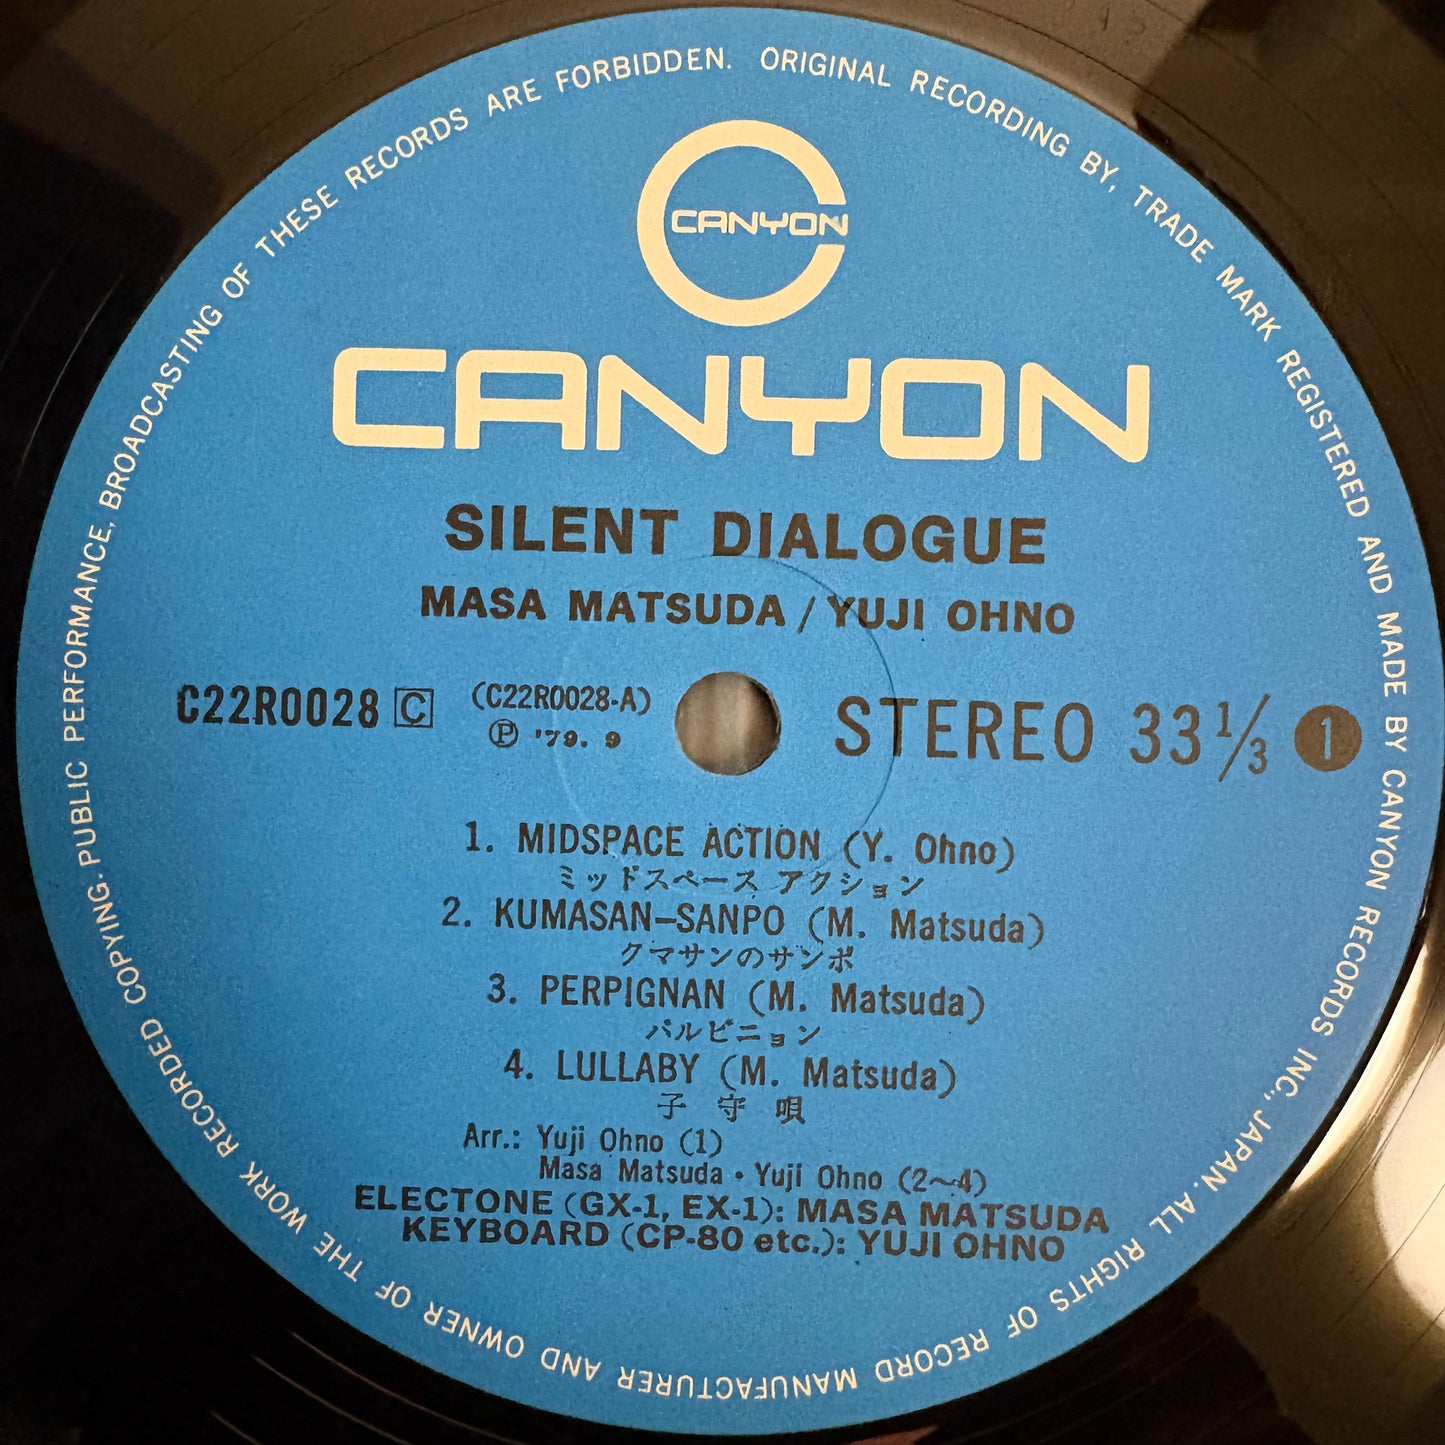 ORIGINAL RECORDING BY, TRADE MARK REGISTERED AND MADE BY CANYON RECORDS INC., JAPAN. ALL RIGHTS OF RECORD MANUFACTURER AND OWNER OF THE WORK RECORDED COPYING. PUBLIC PERFORMANCE, BROADCASTING OF THESE RECORDS ARE FORBIDDEN.
CANYON
CANYON
SILENT DIALOGUE
MASA MATSUDA / YUJI OHNO
C22R0028 C (C22R0028-A)
Ⓟ '79. 9
STEREO 33 1/3 1
1. MIDSPACE ACTION (Y. Ohno)
ミッドスペース アクション
2. KUMASAN–SANPO (M. Matsuda)
クマサンのサンポ
3. PERPIGNAN (M. Matsuda)
パルピニョン
4. LULLABY (M. Matsuda)
子 守 唄
Arr.: Yuji Ohno (1)
Masa Matsuda・Yuji Ohno (2〜4)
ELECTONE (GX-1, EX-1): MASA MATSUDA
KEYBOARD (CP-80 etc.): YUJI OHNO